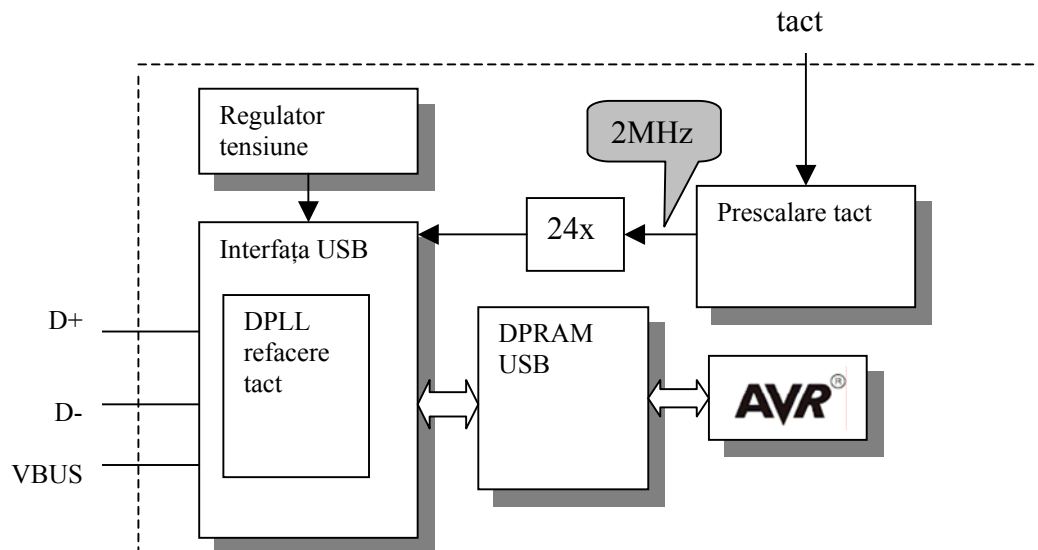 tact
Regulator
tensiune
2MHz
Prescalare tact
24x
Interfața USB
DPLL
refacere
tact
DPRAM
USB
AVR®
D+
D-
VBUS